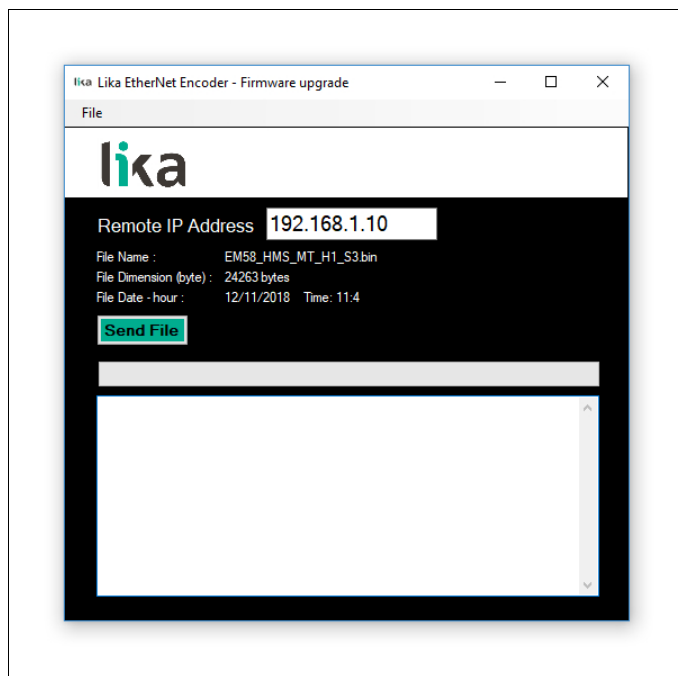 lika Lika EtherNet Encoder - Firmware upgrade
File
lika
Remote IP Address 192.168.1.10
File Name : EM58_HMS_MT_H1_S3.bin
File Dimension (byte) : 24263 bytes
File Date - hour : 12/11/2018 Time: 11:4
Send File